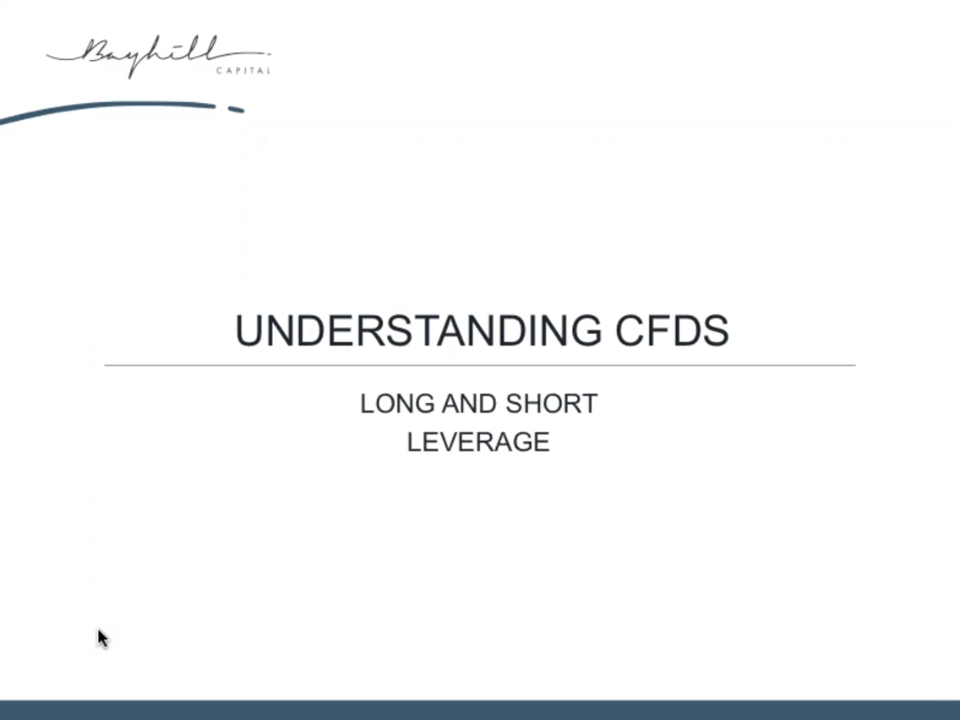 Bayhill
CAPITAL
UNDERSTANDING CFDS
LONG AND SHORT
LEVERAGE